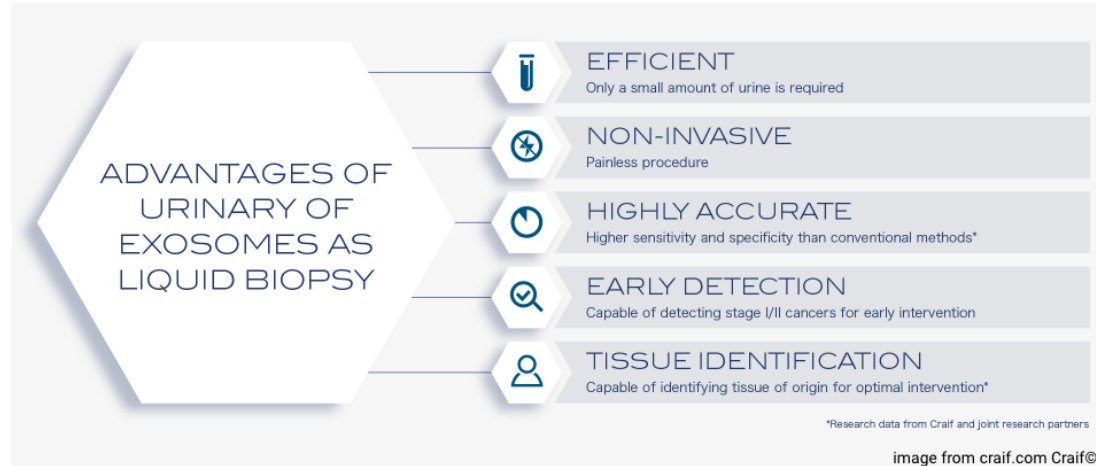 ADVANTAGES OF
URINARY OF
EXOSOMES AS
LIQUID BIOPSY
EFFICIENT
Only a small amount of urine is required
NON-INVASIVE
Painless procedure
HIGHLY ACCURATE
Higher sensitivity and specificity than conventional methods*
EARLY DETECTION
Capable of detecting stage I/II cancers for early intervention
TISSUE IDENTIFICATION
Capable of identifying tissue of origin for optimal intervention*
*Research data from Craif and joint research partners
image from craif.com Craif©